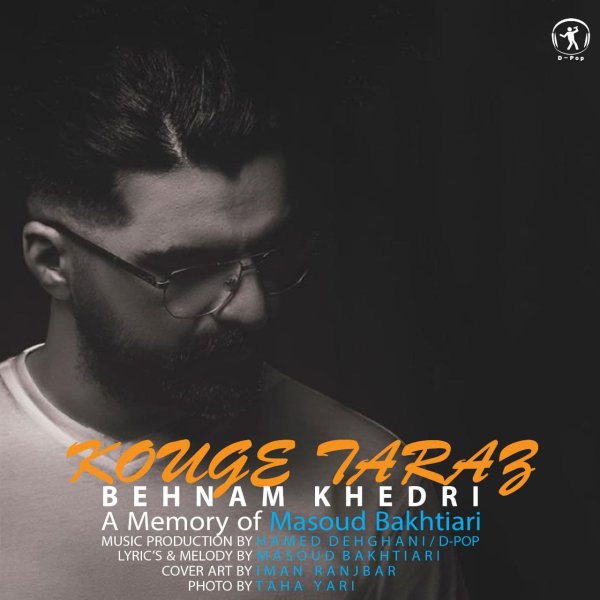 D-Pop
KOUGE TARAZ
BEHNAM KHEDRI
A Memory of Masoud Bakhtiari
MUSIC PRODUCTION BY HAMED DEHGHANI / D-POP
LYRIC'S & MELODY BY MASOUD BAKHTIARI
COVER ART BY IMAN RANJBAR
PHOTO BY TAHA YARI